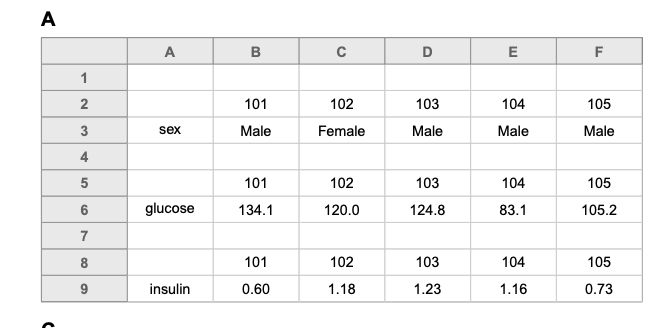 A
A B C D E F
1
2 101 102 103 104 105
3 sex Male Female Male Male Male
4
5 101 102 103 104 105
6 glucose 134.1 120.0 124.8 83.1 105.2
7
8 101 102 103 104 105
9 insulin 0.60 1.18 1.23 1.16 0.73